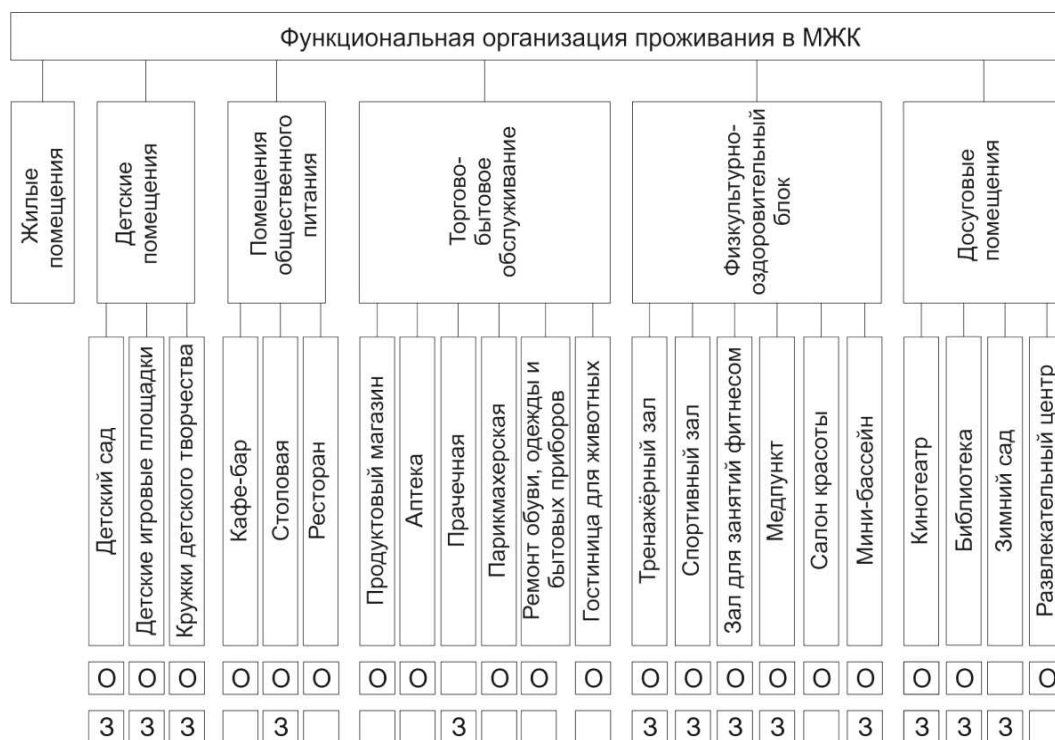 Функциональная организация проживания в МЖК
Жилые
помещения
Детские
помещения
Помещения
общественного
питания
Торгово-
бытовое
обслуживание
Физкультурно-
оздоровительный
блок
Досуговые
помещения
Детский сад
Детские игровые площадки
Кружки детского творчества
Кафе-бар
Столовая
Ресторан
Продуктовый магазин
Аптека
Прачечная
Парикмахерская
Ремонт обуви, одежды и
бытовых приборов
Гостиница для животных
Тренажёрный зал
Спортивный зал
Зал для занятий фитнесом
Медпункт
Салон красоты
Мини-бассейн
Кинотеатр
Библиотека
Зимний сад
Развлекательный центр
О О О О О О О О О О О О О О О О О О О О
З З З З З З З З З З З З З